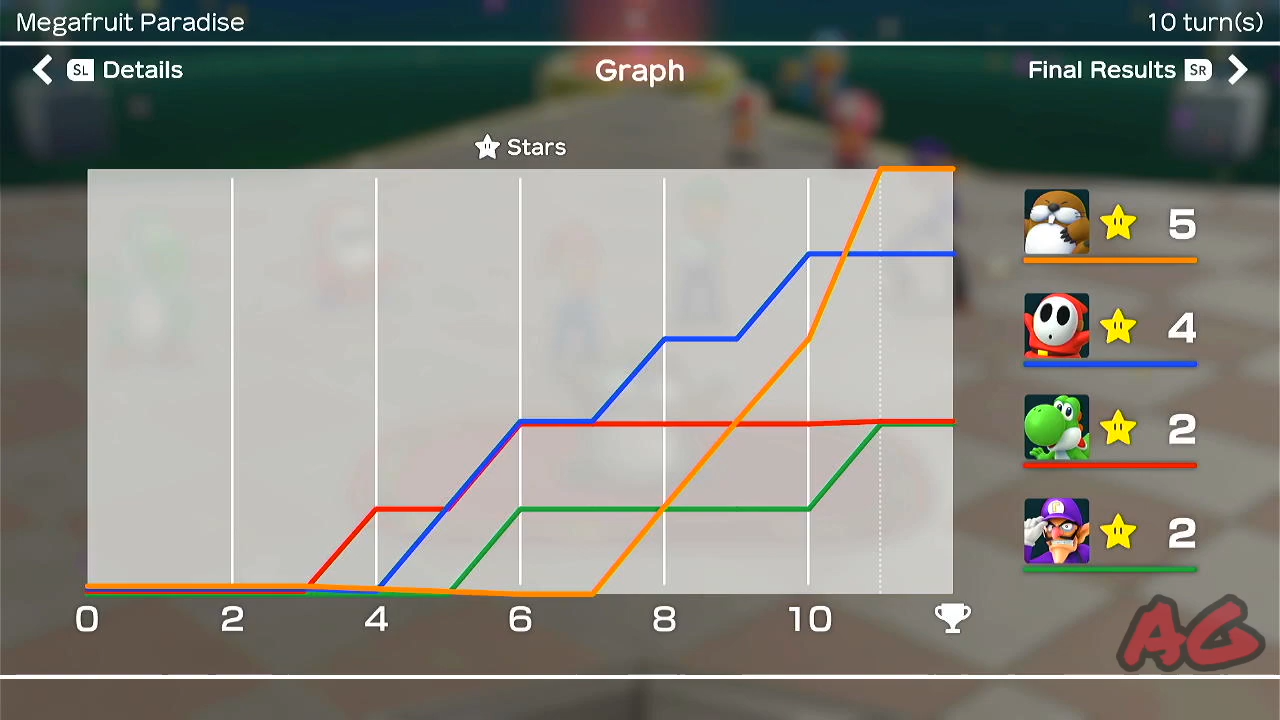 Megafruit Paradise
10 turn(s)
SL Details
Graph
Final Results SR
Stars
5
4
2
2
0 2 4 6 8 10
AG